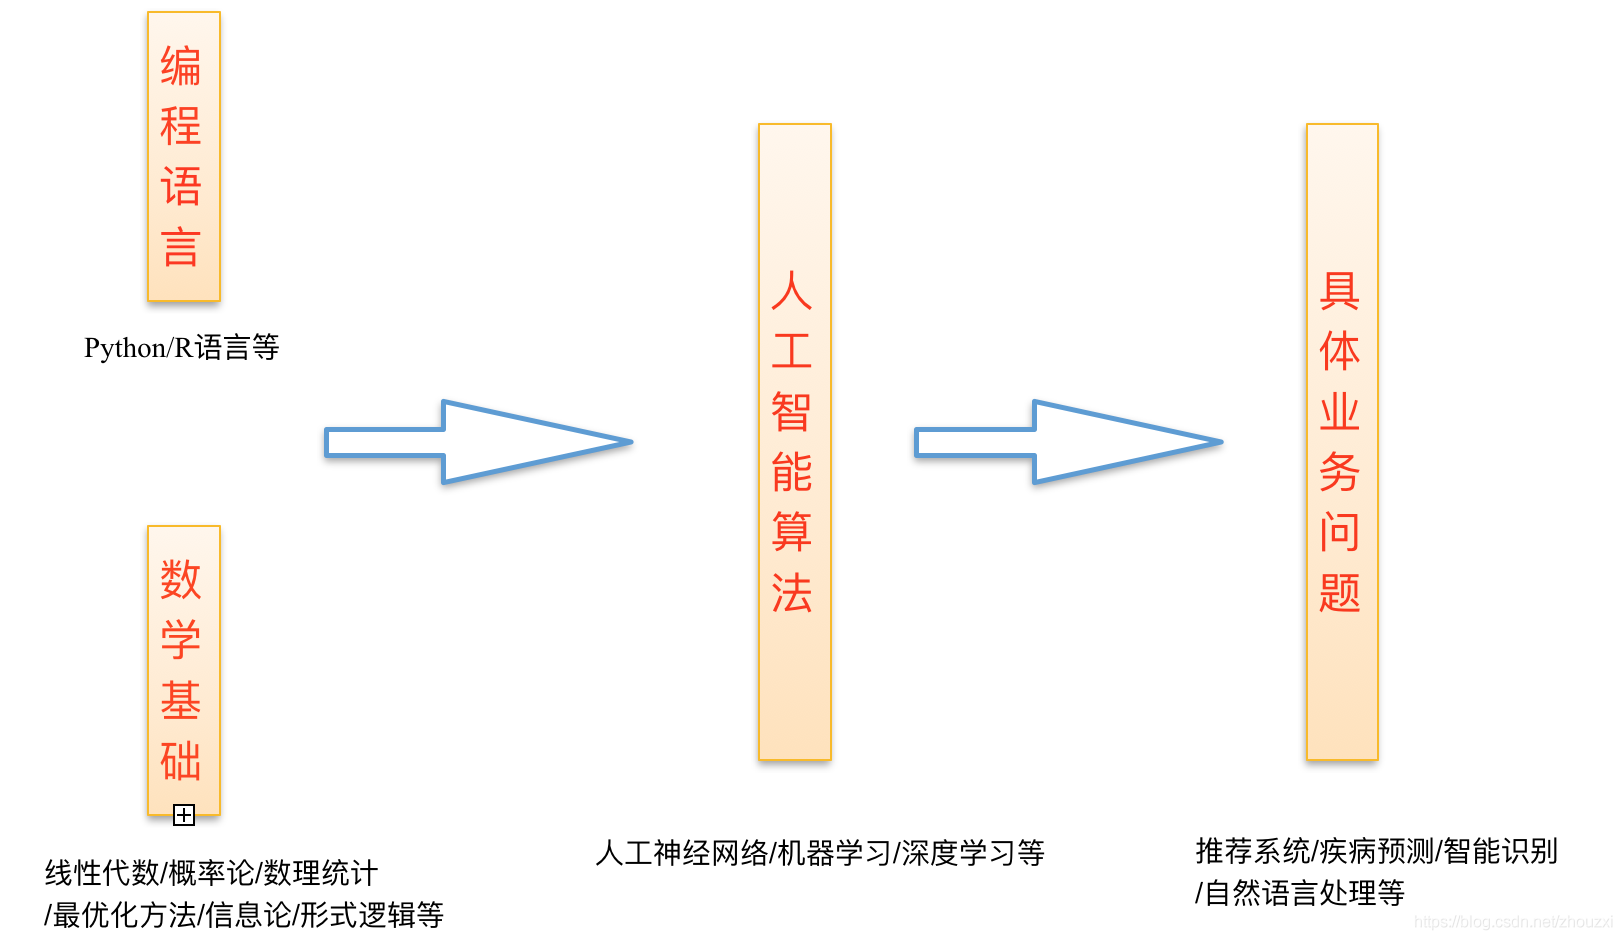 编程语言
Python/R语言等
数学基础
线性代数/概率论/数理统计
/最优化方法/信息论/形式逻辑等
人工智能算法
人工神经网络/机器学习/深度学习等
具体业务问题
推荐系统/疾病预测/智能识别
/自然语言处理等
https://blog.csdn.net/zhouzxi